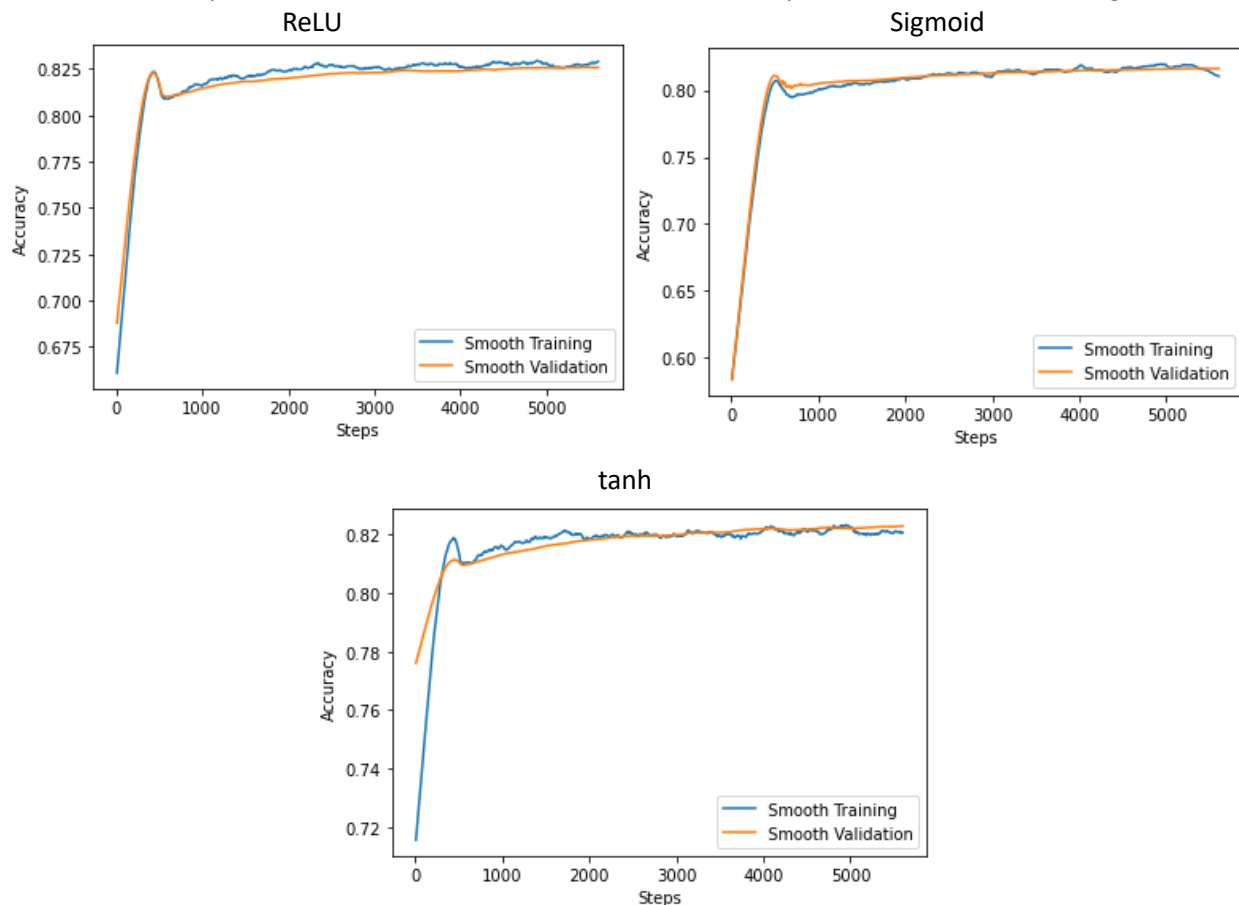 ReLU
0.825
0.800
0.775
0.750
0.725
0.700
0.675
Accuracy
0 1000 2000 3000 4000 5000
Steps
Smooth Training
Smooth Validation
Sigmoid
0.80
0.75
0.70
0.65
0.60
Accuracy
0 1000 2000 3000 4000 5000
Steps
Smooth Training
Smooth Validation
tanh
0.82
0.80
0.78
0.76
0.74
0.72
Accuracy
0 1000 2000 3000 4000 5000
Steps
Smooth Training
Smooth Validation